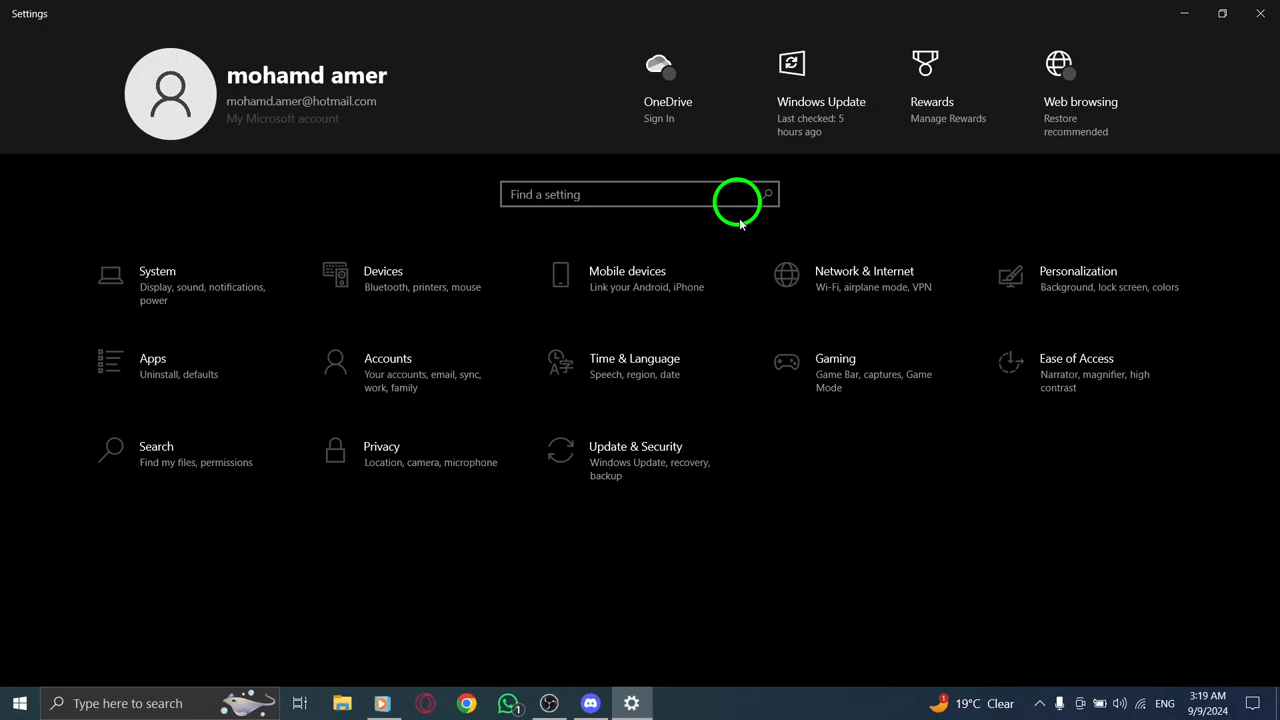 Settings
mohamd amer
mohamd.amer@hotmail.com
My Microsoft account
OneDrive
Sign In
Windows Update
Last checked: 5
hours ago
Rewards
Manage Rewards
Web browsing
Restore
recommended
Find a setting
System
Display, sound, notifications,
power
Devices
Bluetooth, printers, mouse
Mobile devices
Link your Android, iPhone
Network & Internet
Wi-Fi, airplane mode, VPN
Personalization
Background, lock screen, colors
Apps
Uninstall, defaults
Accounts
Your accounts, email, sync,
work, family
Time & Language
Speech, region, date
Gaming
Game Bar, captures, Game
Mode
Ease of Access
Narrator, magnifier, high
contrast
Search
Find my files, permissions
Privacy
Location, camera, microphone
Update & Security
Windows Update, recovery,
backup
Type here to search
1
1
19°C Clear
ENG
3:19 AM
9/9/2024